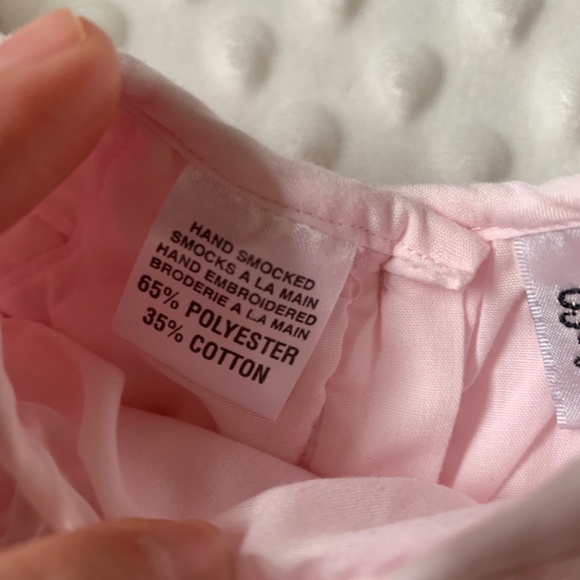 HAND SMOCKED
SMOCKS A LA MAIN
HAND EMBROIDERED
BRODERIE A LA MAIN
65% POLYESTER
35% COTTON